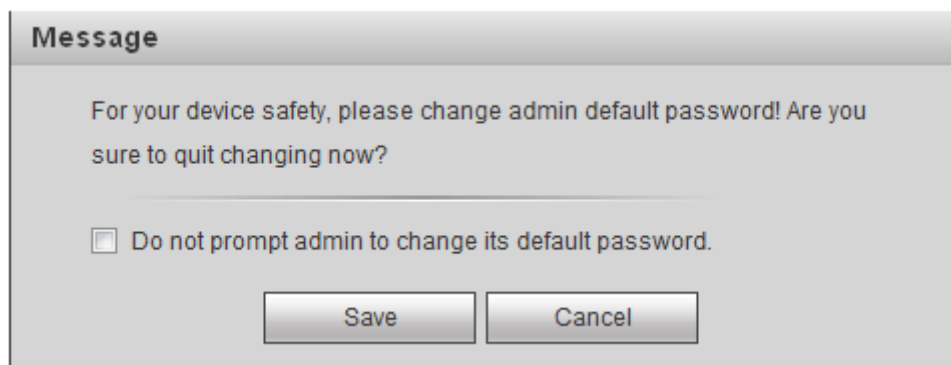 Message
For your device safety, please change admin default password! Are you
sure to quit changing now?
Do not prompt admin to change its default password.
Save
Cancel